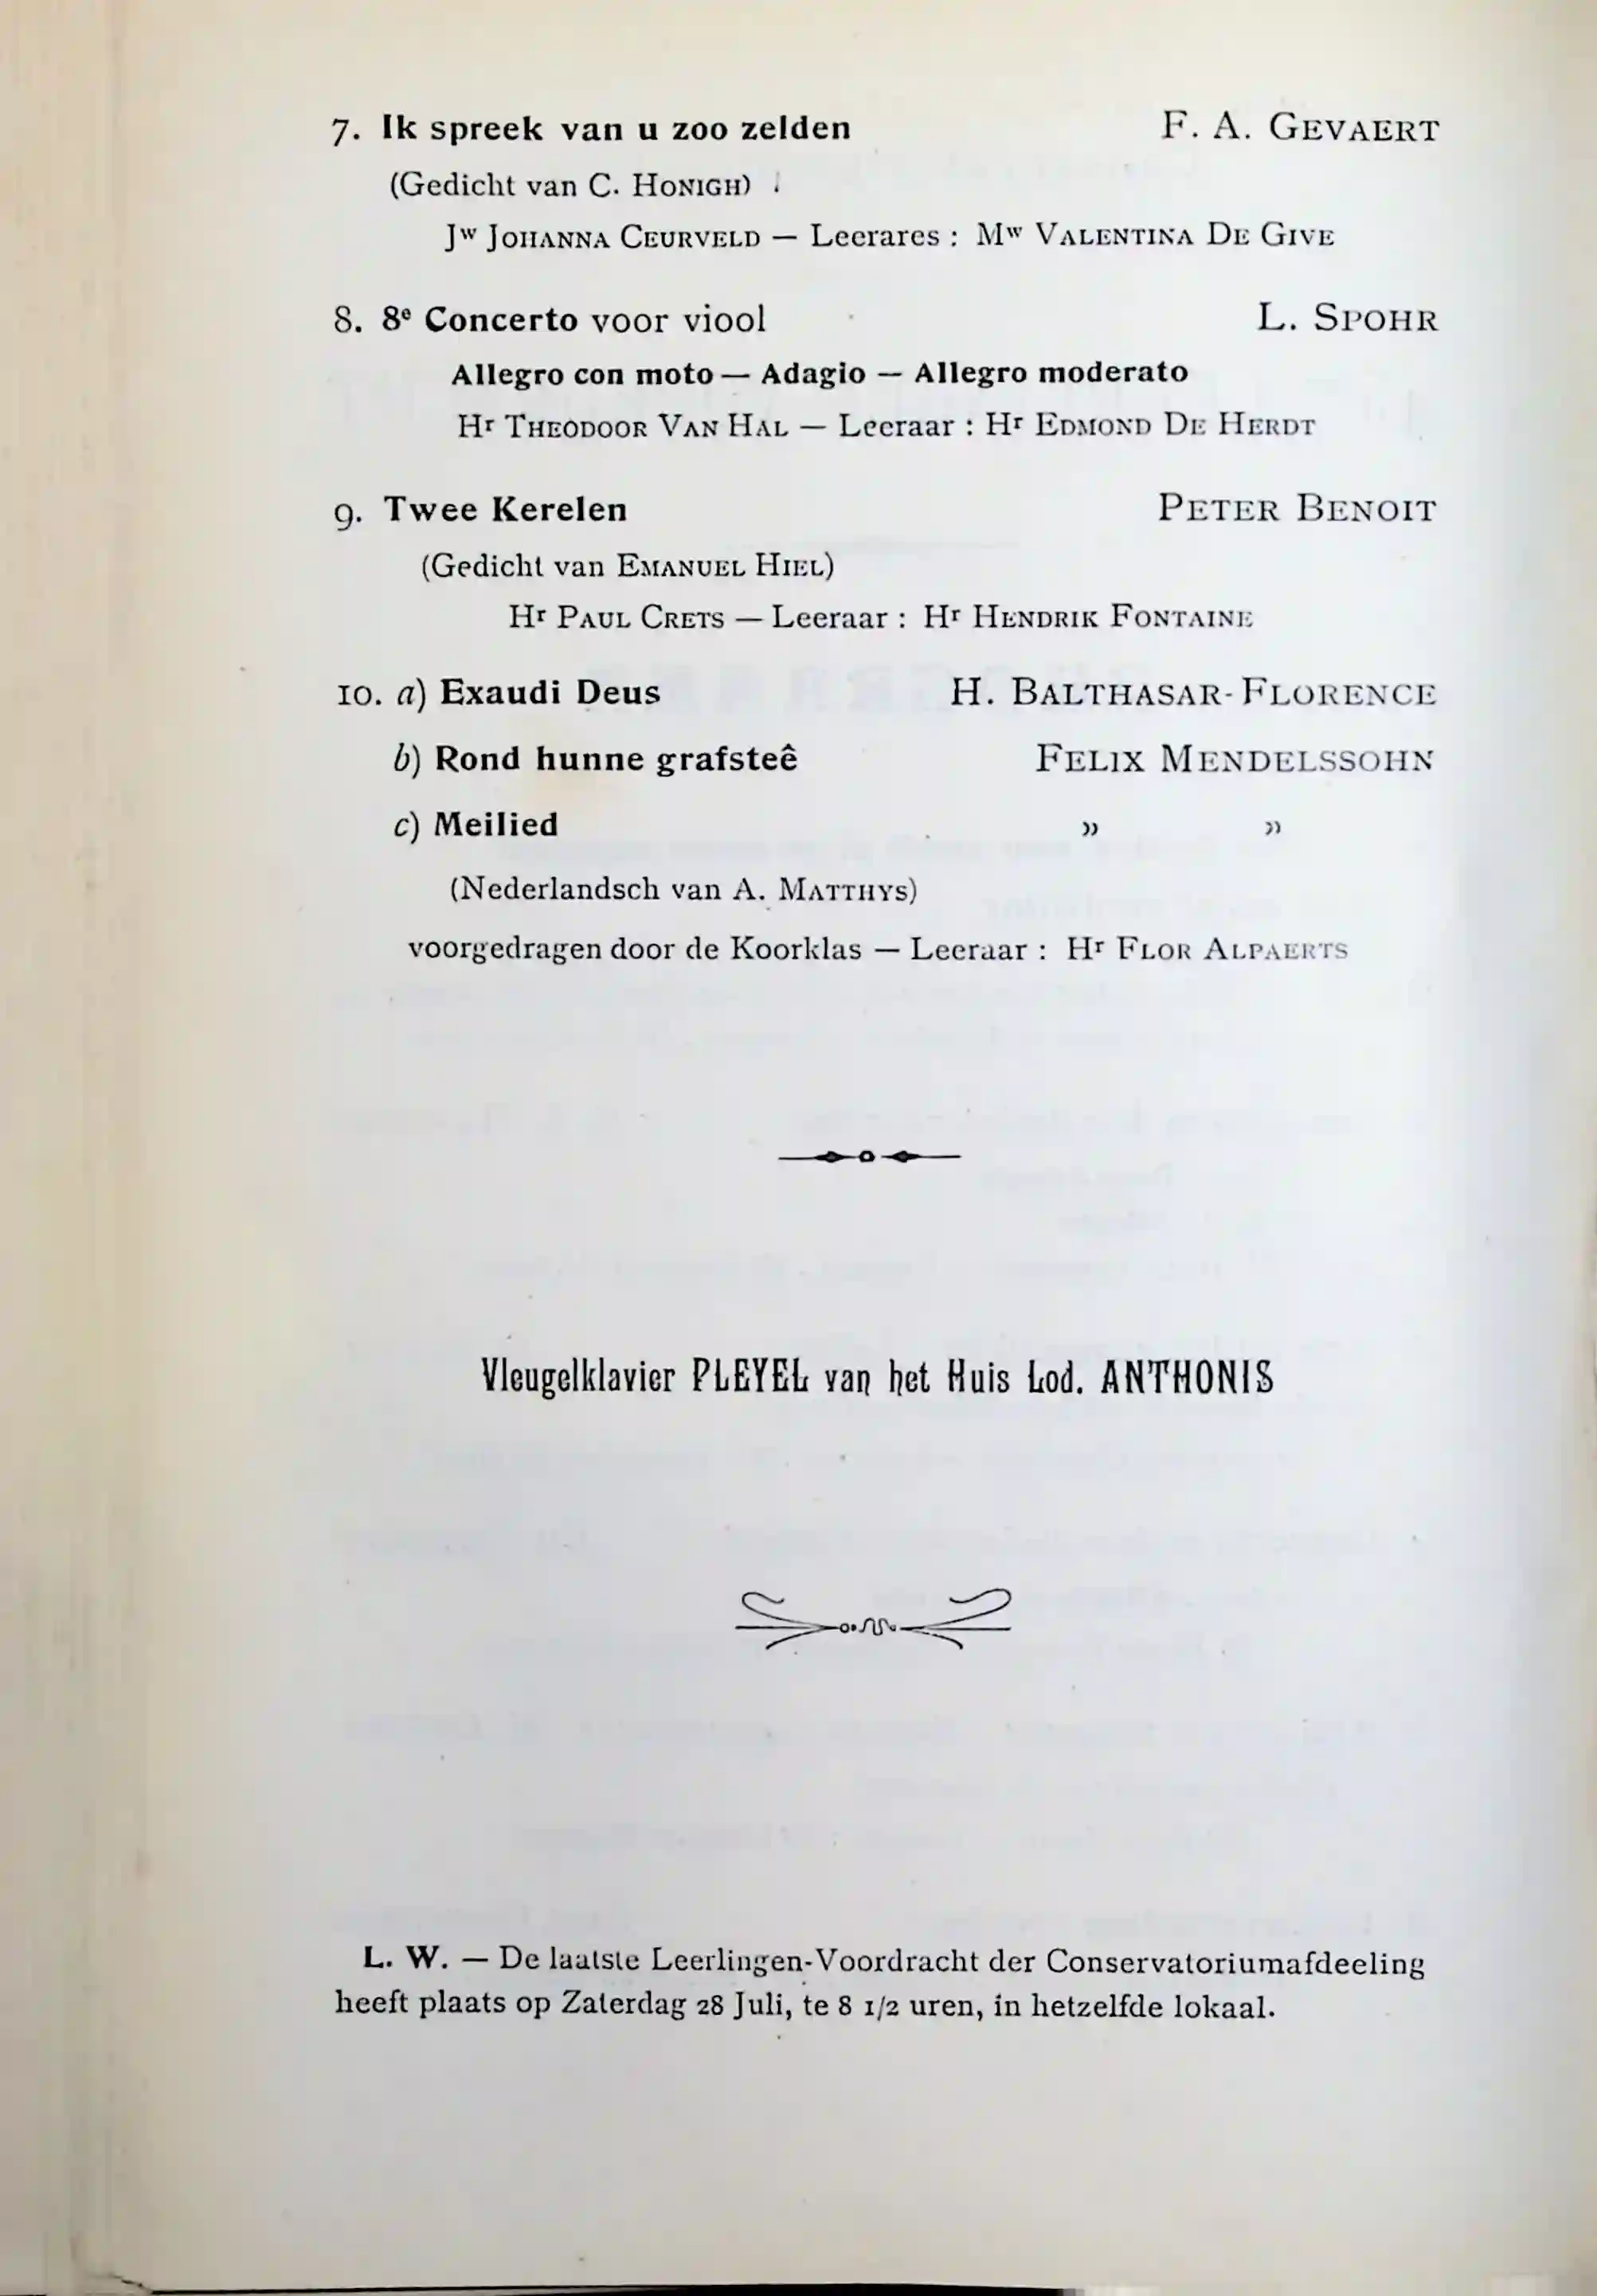 7. Ik spreek van u zoo zelden F. A. GEVAERT
(Gedicht van C. HONIGH)
Jw JOHANNA CEURVELD — Leerares : Mw VALENTINA DE GIVE
8. 8e Concerto voor viool L. SPOHR
Allegro con moto — Adagio — Allegro moderato
Hr THEODOOR VAN HAL — Leeraar : Hr EDMOND DE HERDT
9. Twee Kerelen PETER BENOIT
(Gedicht van EMANUEL HIEL)
Hr PAUL CRETS — Leeraar : Hr HENDRIK FONTAINE
10. a) Exaudi Deus H. BALTHASAR-FLORENCE
b) Rond hunne grafsteê FELIX MENDELSSOHN
c) Meilied » »
(Nederlandsch van A. MATTHYS)
voorgedragen door de Koorklas — Leeraar : Hr FLOR ALPAERTS
Vleugelklavier PLEYEL van het Huis Lod. ANTHONIS
L. W. — De laatste Leerlingen-Voordracht der Conservatoriumafdeeling
heeft plaats op Zaterdag 28 Juli, te 8 1/2 uren, in hetzelfde lokaal.